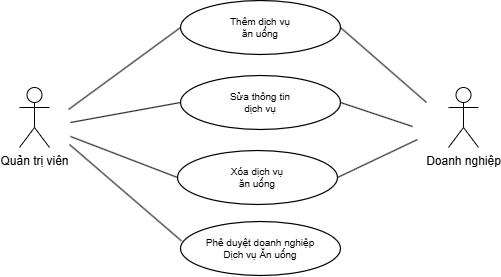 Thêm dịch vụ
ăn uống
Sửa thông tin
dịch vụ
Quản trị viên
Doanh nghiệp
Xóa dịch vụ
ăn uống
Phê duyệt doanh nghiệp
Dịch vụ Ăn uống